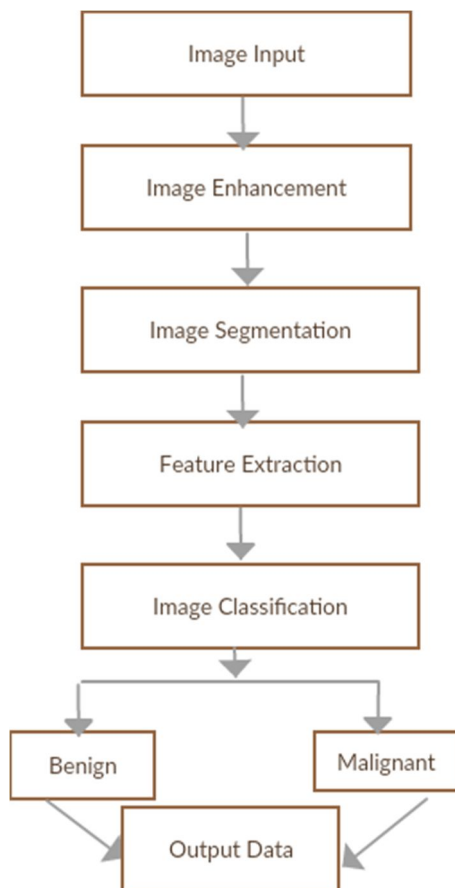 Image Input
Image Enhancement
Image Segmentation
Feature Extraction
Image Classification
Benign
Malignant
Output Data